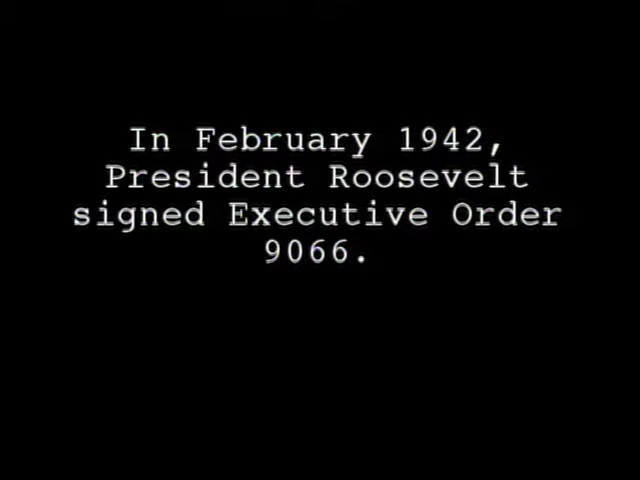 In February 1942,
President Roosevelt
signed Executive Order
9066.